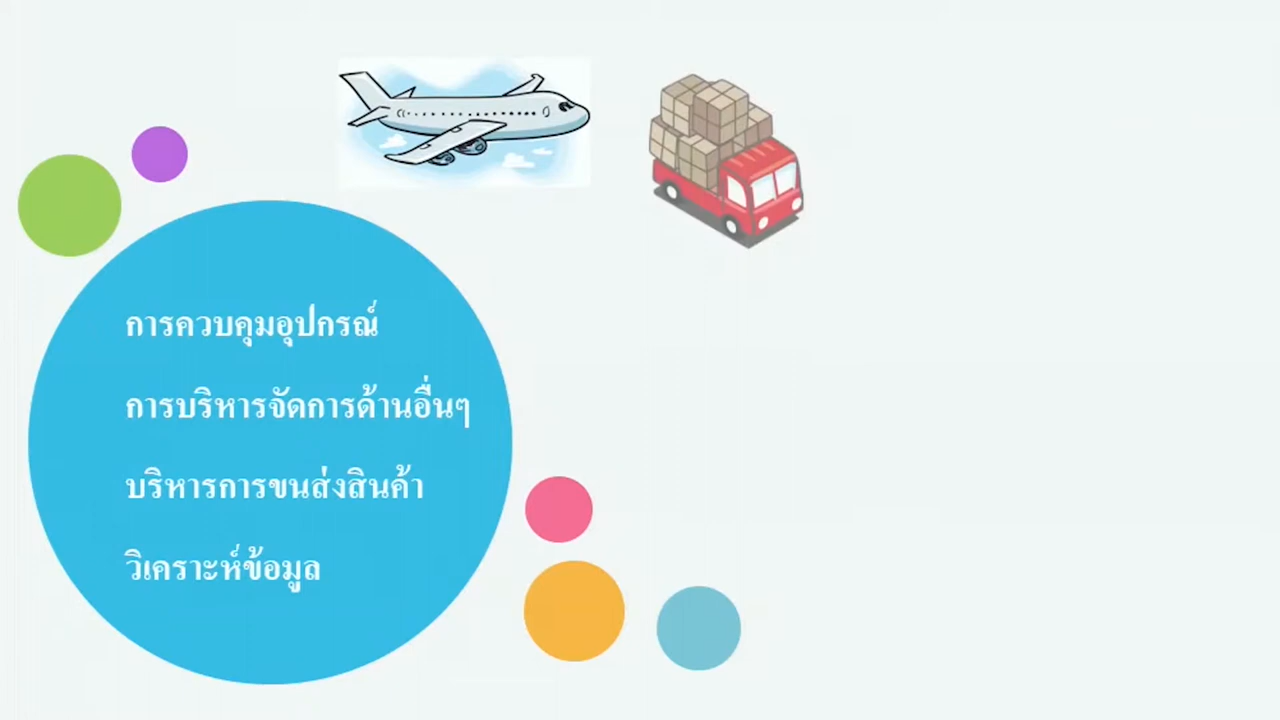 การควบคุมอุปกรณ์
การบริหารจัดการด้านอื่นๆ
บริหารการขนส่งสินค้า
วิเคราะห์ข้อมูล